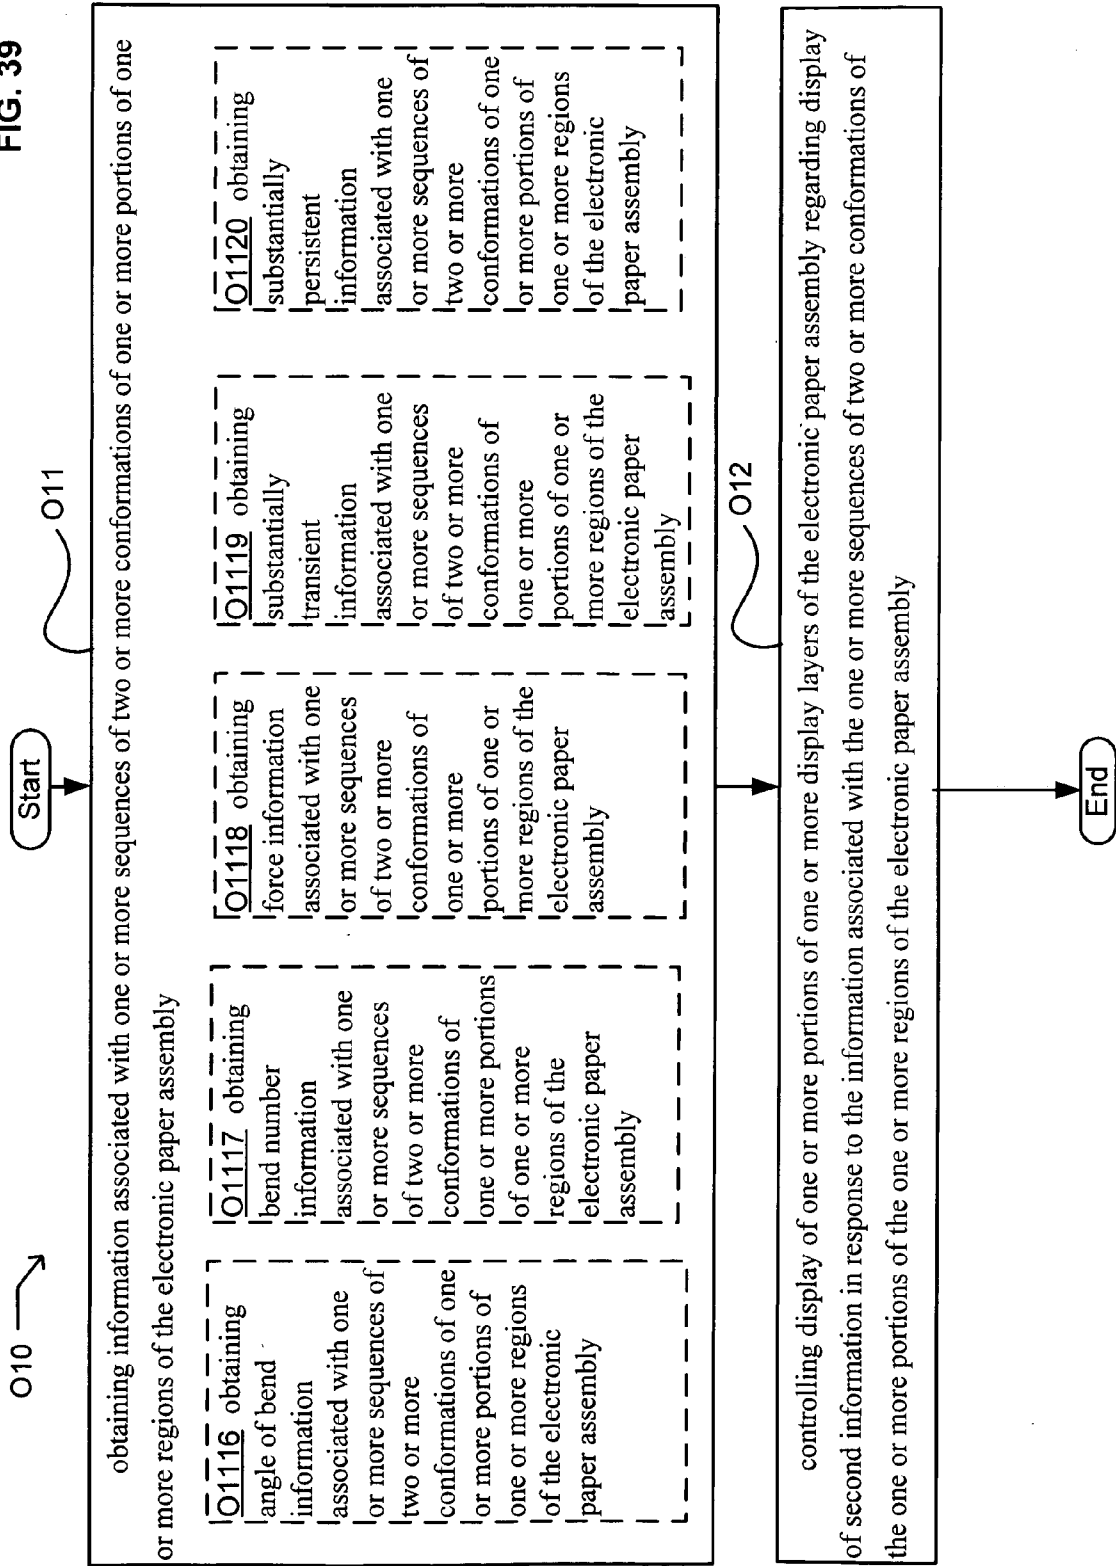 FIG. 39
O10
Start
O11
obtaining information associated with one or more sequences of two or more conformations of one or more portions of one
or more regions of the electronic paper assembly
O1116 obtaining
angle of bend
information
associated with one
or more sequences of
two or more
conformations of one
or more portions of
one or more regions
of the electronic
paper assembly
O1117 obtaining
bend number
information
associated with one
or more sequences
of two or more
conformations of
one or more portions
of one or more
regions of the
electronic paper
assembly
O1118 obtaining
force information
associated with one
or more sequences
of two or more
conformations of
one or more
portions of one or
more regions of the
electronic paper
assembly
O1119 obtaining
substantially
transient
information
associated with one
or more sequences
of two or more
conformations of
one or more
portions of one or
more regions of the
electronic paper
assembly
O1120 obtaining
substantially
persistent
information
associated with one
or more sequences of
two or more
conformations of one
or more portions of
one or more regions
of the electronic
paper assembly
O12
controlling display of one or more portions of one or more display layers of the electronic paper assembly regarding display
of second information in response to the information associated with the one or more sequences of two or more conformations of
the one or more portions of the one or more regions of the electronic paper assembly
End